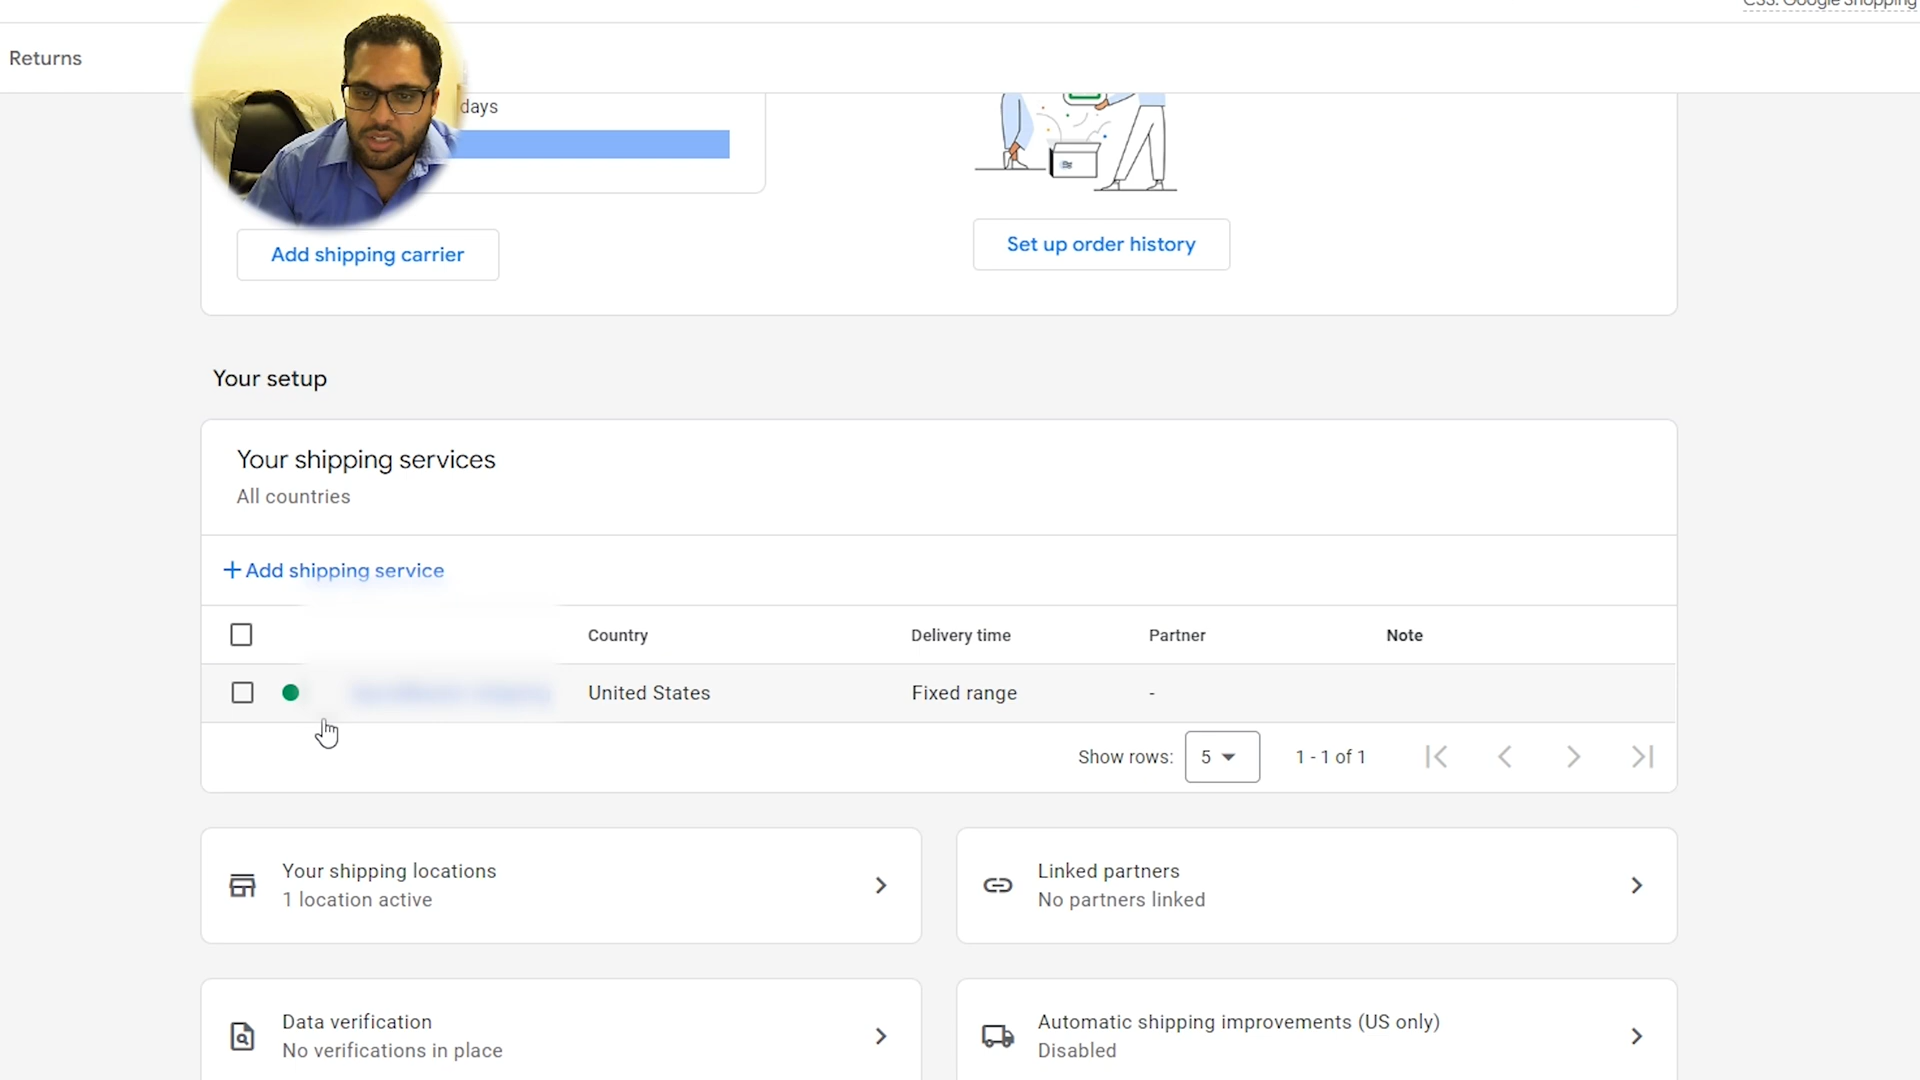 CSS: Google Shopping
Returns
days
Add shipping carrier
Set up order history
Your setup
Your shipping services
All countries
+ Add shipping service
Country Delivery time Partner Note
United States Fixed range -
Show rows: 5 1 - 1 of 1
Your shipping locations
1 location active
Linked partners
No partners linked
Data verification
No verifications in place
Automatic shipping improvements (US only)
Disabled